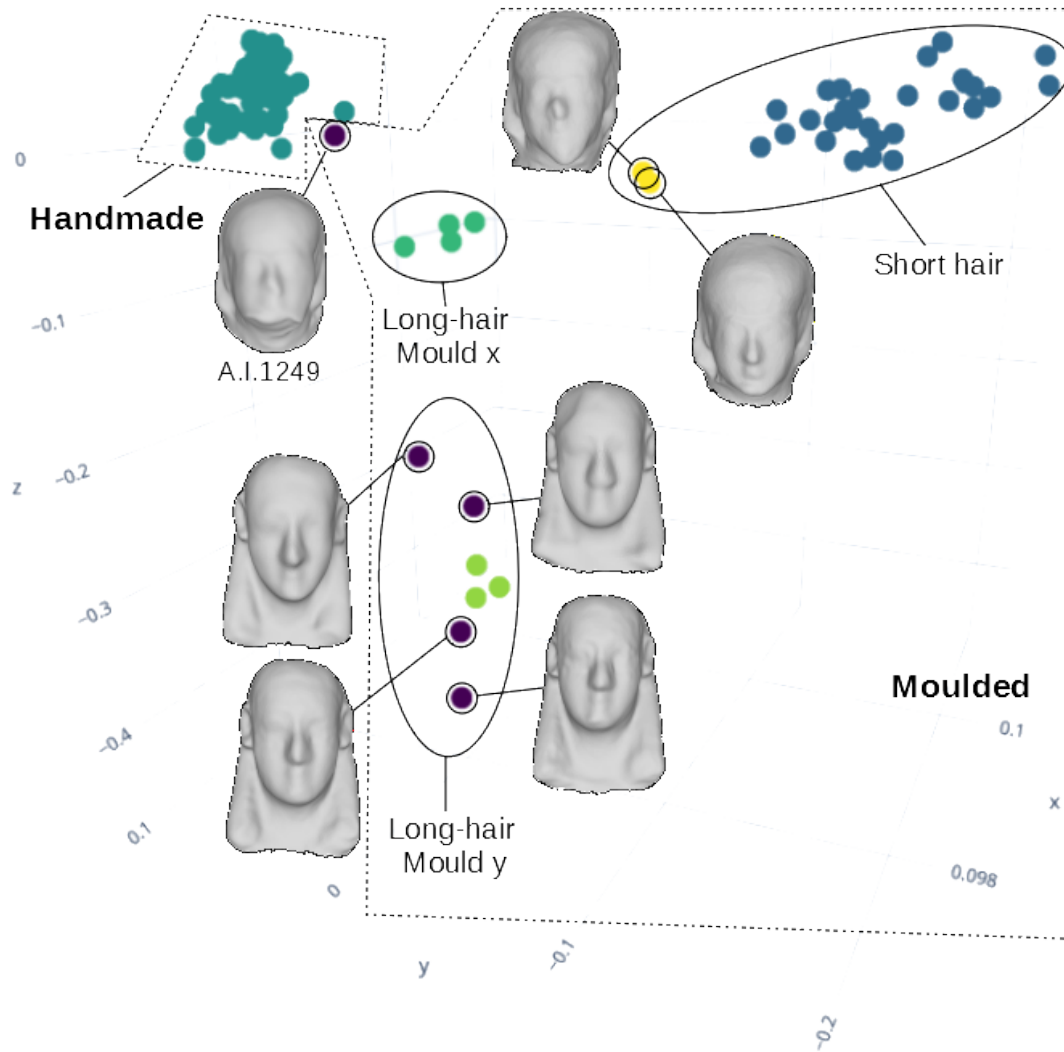 0
Handmade
Short hair
−0.1
Long-hair
Mould x
A.I.1249
−0.2
z
−0.3
Moulded
−0.4
0.1
x
0.1
Long-hair
Mould y
0.098
0
y
−0.1
−0.2